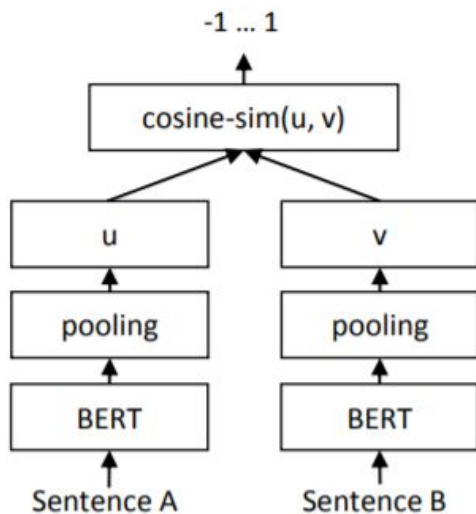 -1 ... 1
cosine-sim(u, v)
u
v
pooling
pooling
BERT
BERT
Sentence A
Sentence B